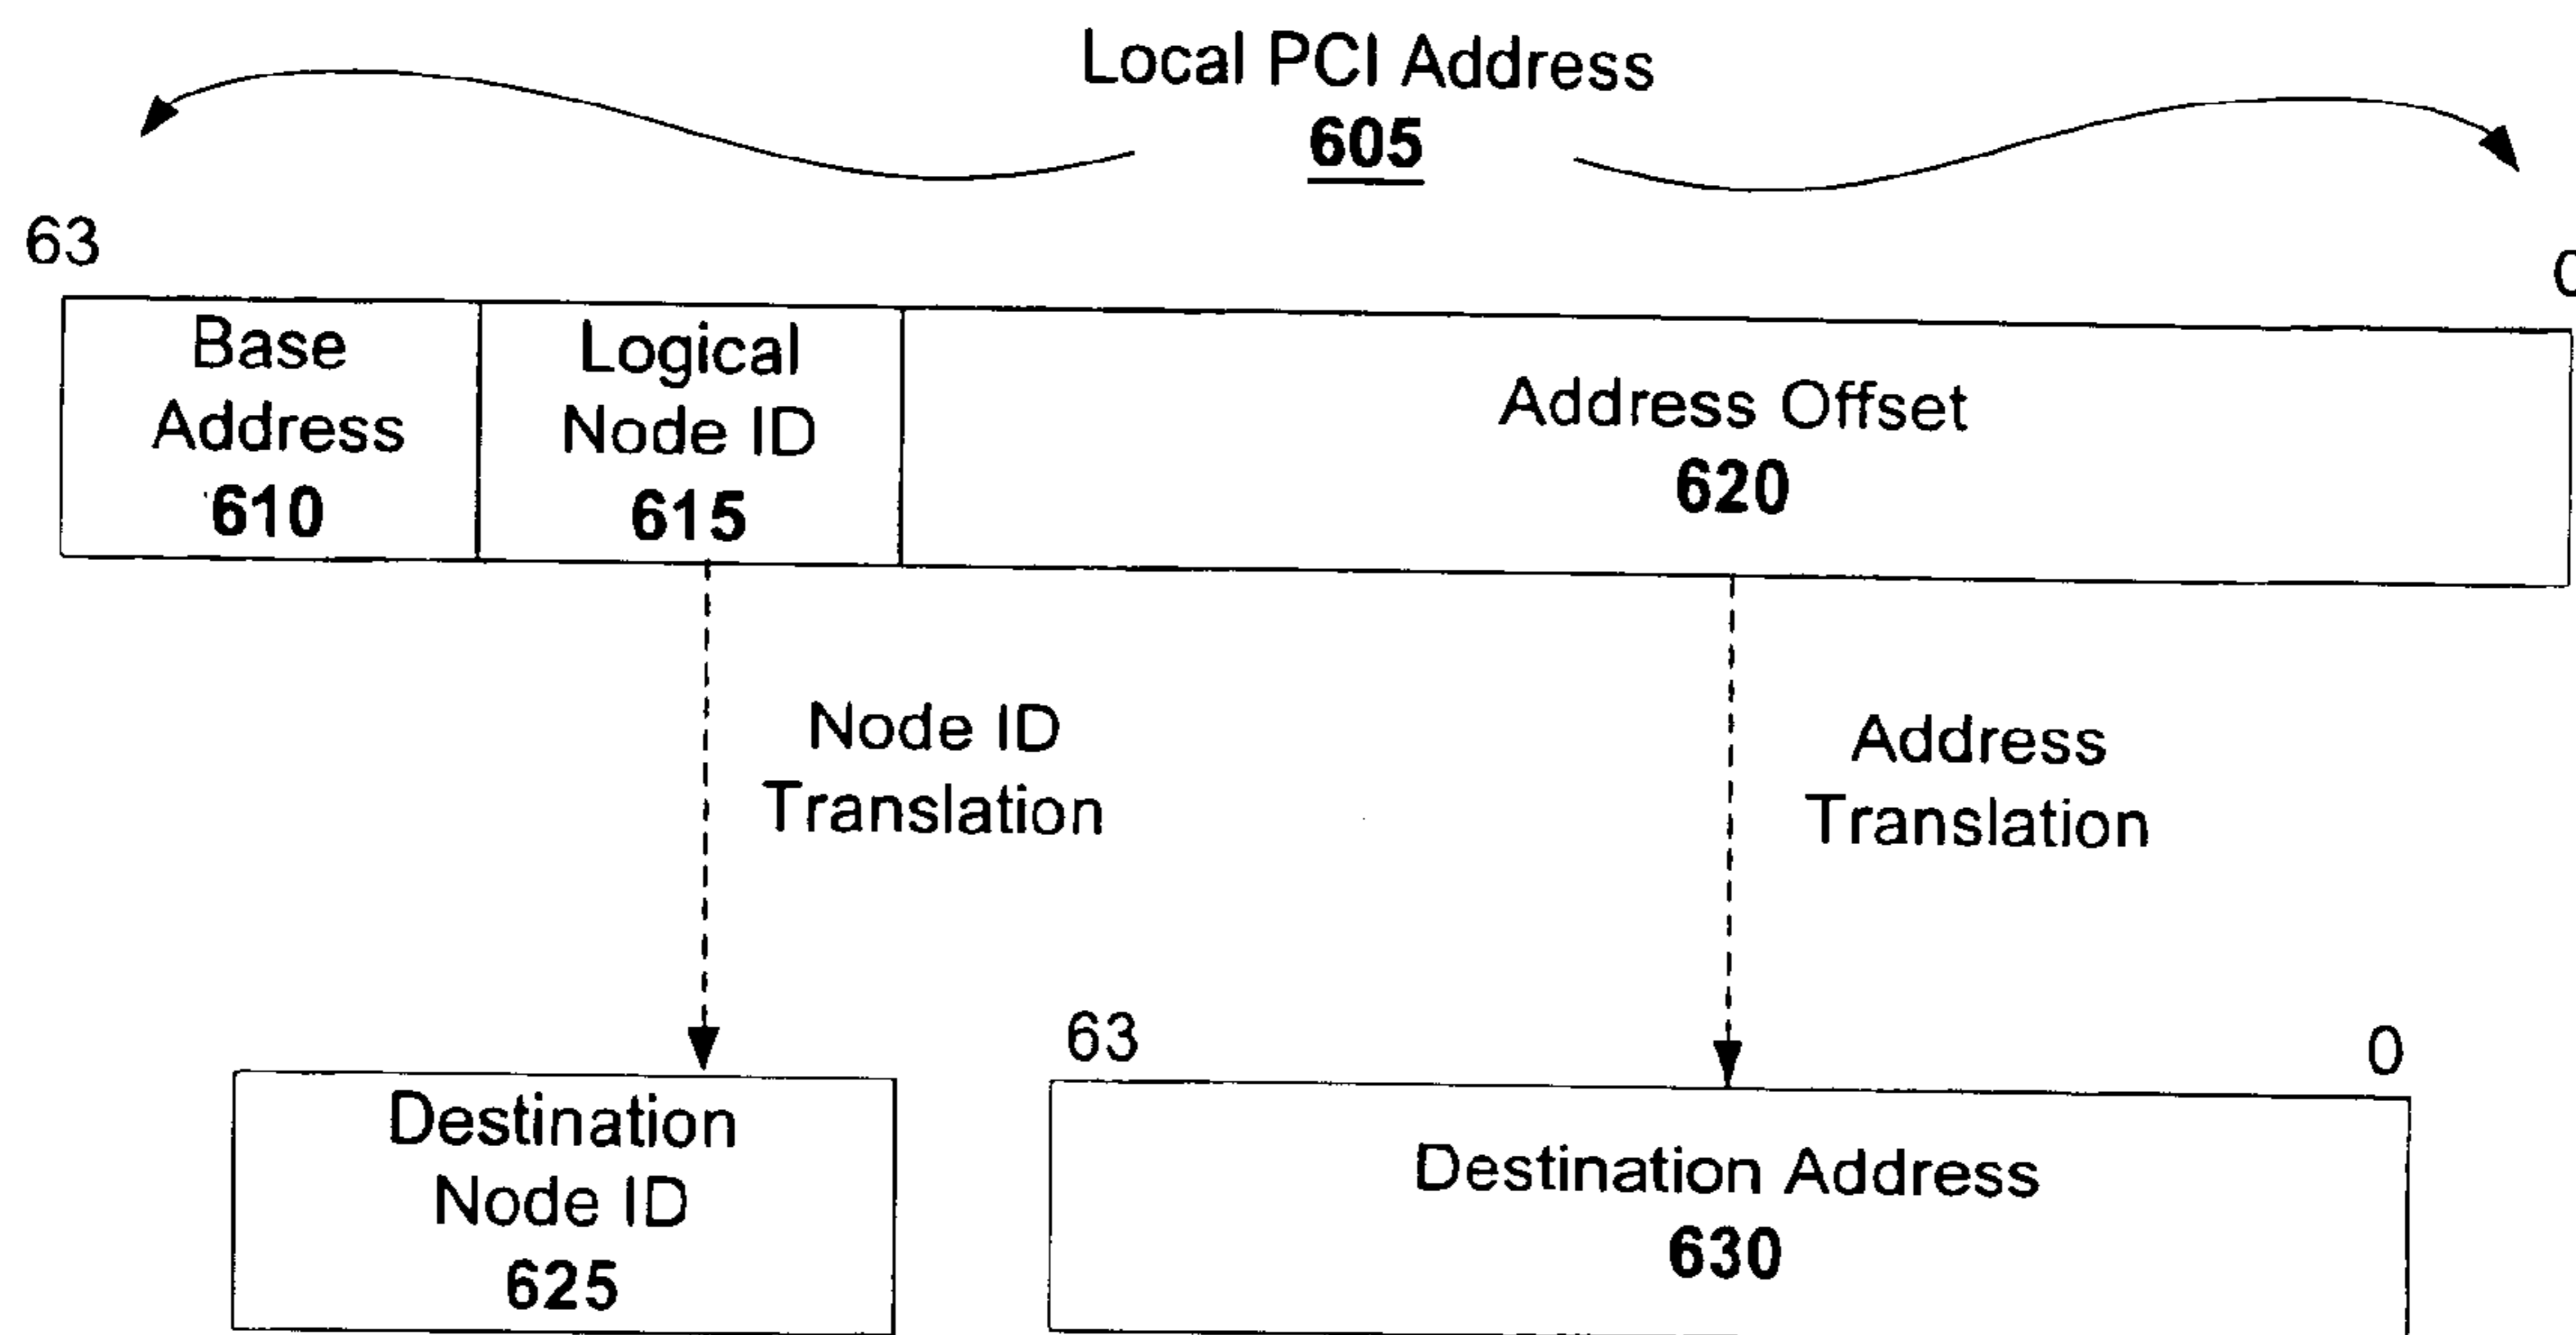 Local PCI Address
605
63
0
Base
Address
610
Logical
Node ID
615
Address Offset
620
Node ID
Translation
Address
Translation
63
0
Destination
Node ID
625
Destination Address
630